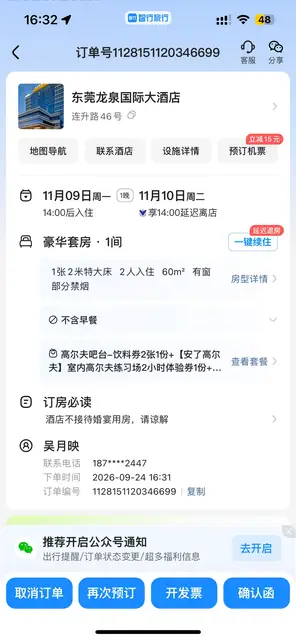 16:32
智行旅行
48
订单号1128151120346699
客服
分享
东莞龙泉国际大酒店
连升路46号
立减15元
地图导航
联系酒店
设施详情
预订机票
11月09日周一
1晚
11月10日周二
14:00后入住
享14:00延迟离店
延迟退房
豪华套房·1间
一键续住
1张2米特大床 2人入住 60m² 有窗
部分禁烟
房型详情
不含早餐
高尔夫吧台-饮料券2张1份+【安了高尔
夫】室内高尔夫练习场2小时体验券1份+...
查看套餐
订房必读
酒店不接待婚宴用房，请谅解
吴月映
联系电话 187****2447
下单时间 2026-09-24 16:31
订单编号 1128151120346699 | 复制
推荐开启公众号通知
出行提醒/订单状态变更/超多福利信息
去开启
取消订单
再次预订
开发票
确认函